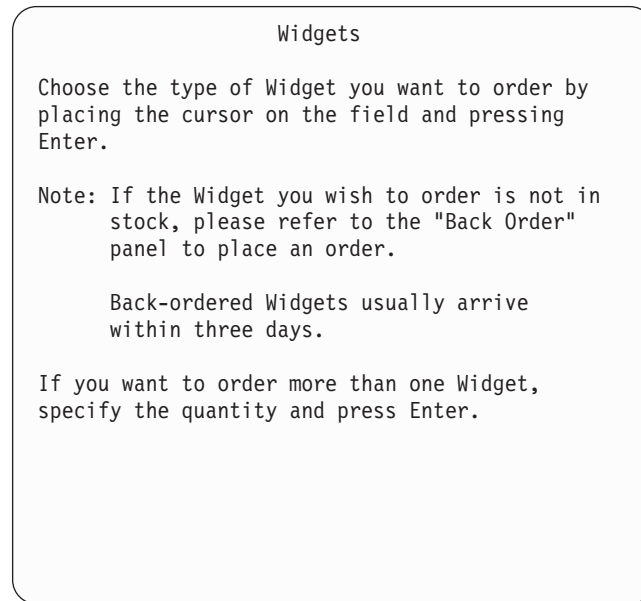 Widgets
Choose the type of Widget you want to order by
placing the cursor on the field and pressing
Enter.
Note: If the Widget you wish to order is not in
stock, please refer to the "Back Order"
panel to place an order.
Back-ordered Widgets usually arrive
within three days.
If you want to order more than one Widget,
specify the quantity and press Enter.